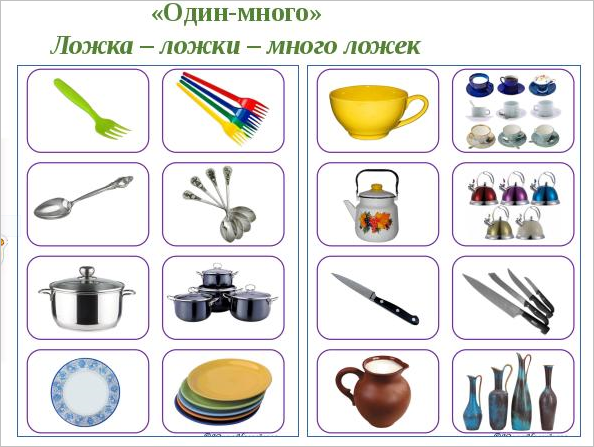 «Один-много»
Ложка – ложки – много ложек